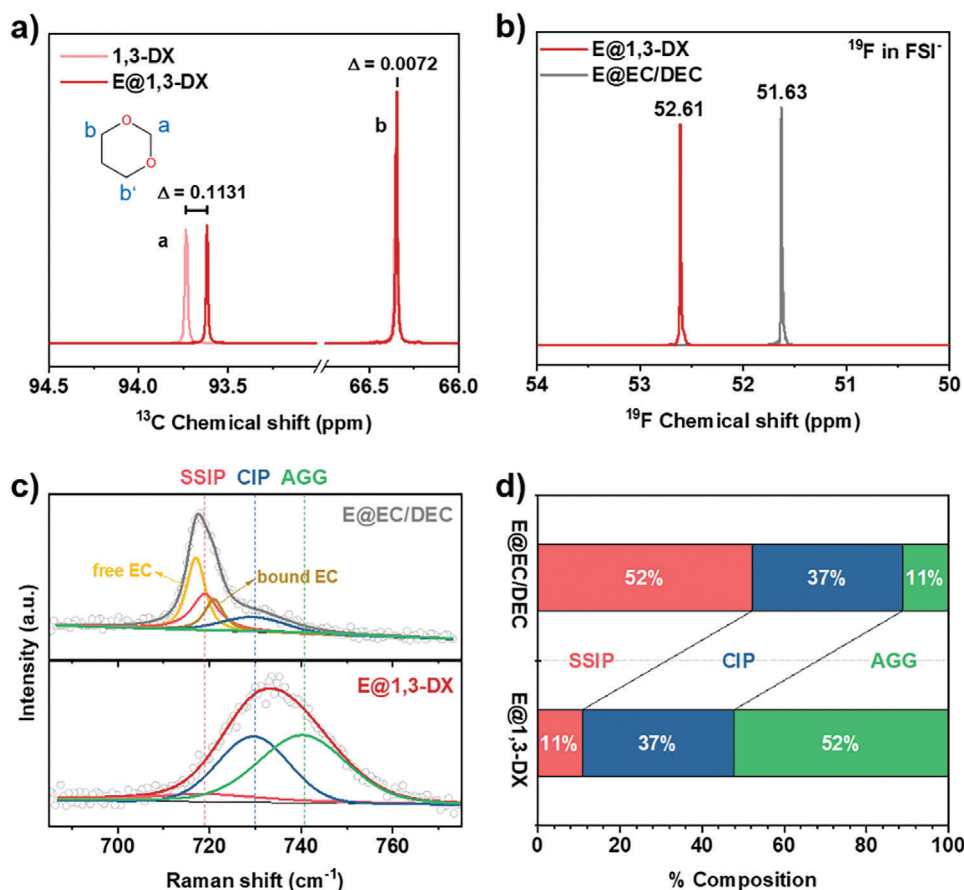 a)
1,3-DX
E@1,3-DX
Δ = 0.0072
b
a
b
b'
O
O
Δ = 0.1131
a
94.5 94.0 93.5 66.5 66.0
¹³C Chemical shift (ppm)
b)
E@1,3-DX
E@EC/DEC
¹⁹F in FSI⁻
52.61
51.63
54 53 52 51 50
¹⁹F Chemical shift (ppm)
c)
SSIP CIP AGG
E@EC/DEC
free EC
bound EC
E@1,3-DX
Intensity (a.u.)
700 720 740 760
Raman shift (cm⁻¹)
d)
E@EC/DEC
52% 37% 11%
SSIP CIP AGG
E@1,3-DX
11% 37% 52%
0 20 40 60 80 100
% Composition